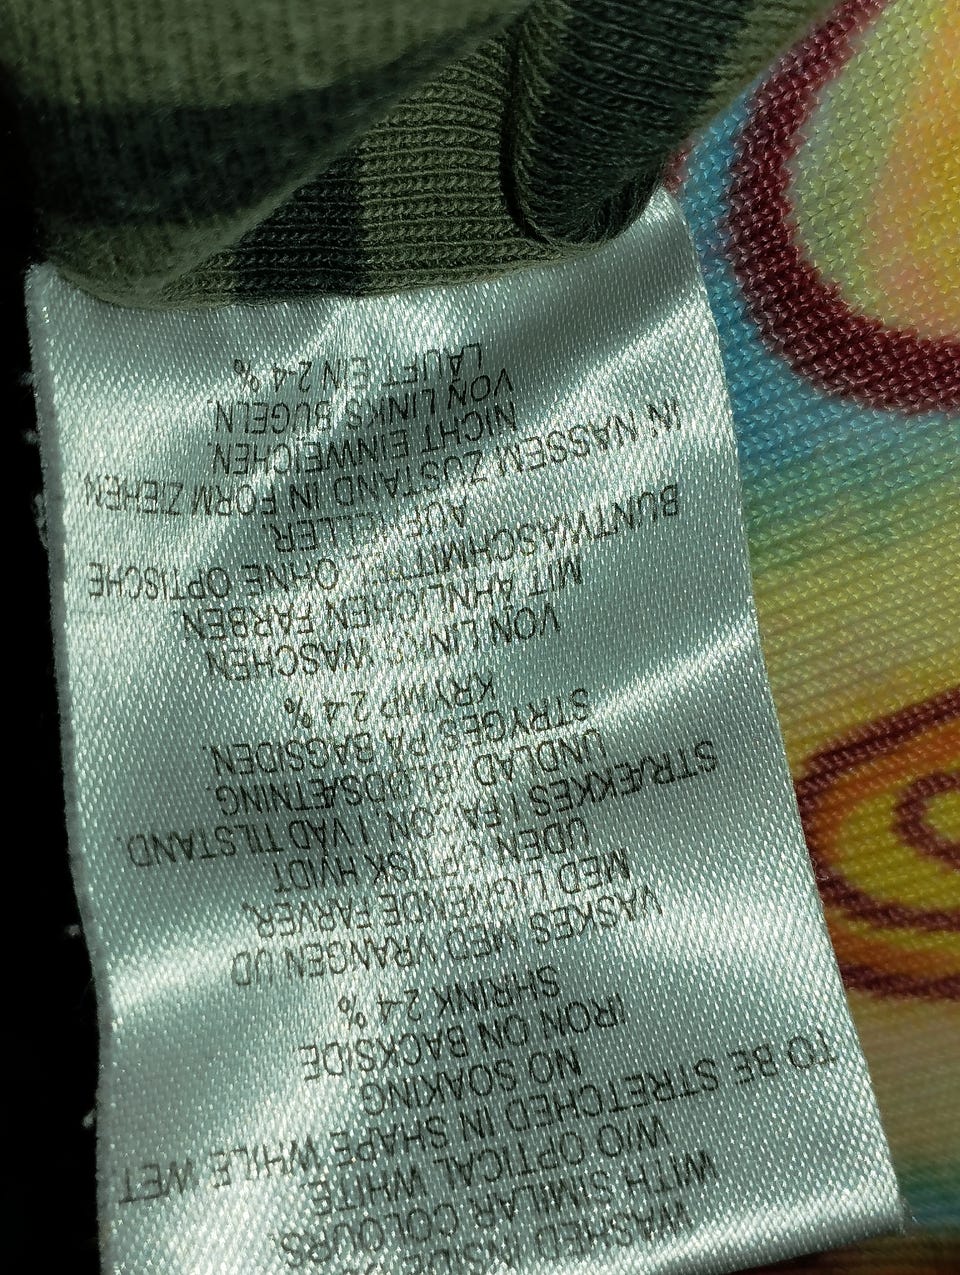 WASHED INSIDE
WITH SIMILAR COLOURS.
W/O OPTICAL WHITE
TO BE STRETCHED IN SHAPE WHILE WET.
NO SOAKING
IRON ON BACKSIDE
SHRINK 2-4 %
VASKES MED VRANGEN UD
MED LIGNENDE FARVER,
UDEN OPTISK HVIDT
STRÆKKES I FACON, I VÅD TILSTAND.
UNDLAD IBLØDSÆTNING.
STRYGES PÅ BAGSIDEN.
KRYMP 2-4 %
VON LINKS WASCHEN
MIT ÄHNLICHEN FARBEN
BUNTWASCHMITTEL OHNE OPTISCHE
AUFHELLER.
IN NASSEM ZUSTAND IN FORM ZIEHEN.
NICHT EINWEICHEN
VON LINKS BÜGELN.
LÄUFT EIN 2-4 %